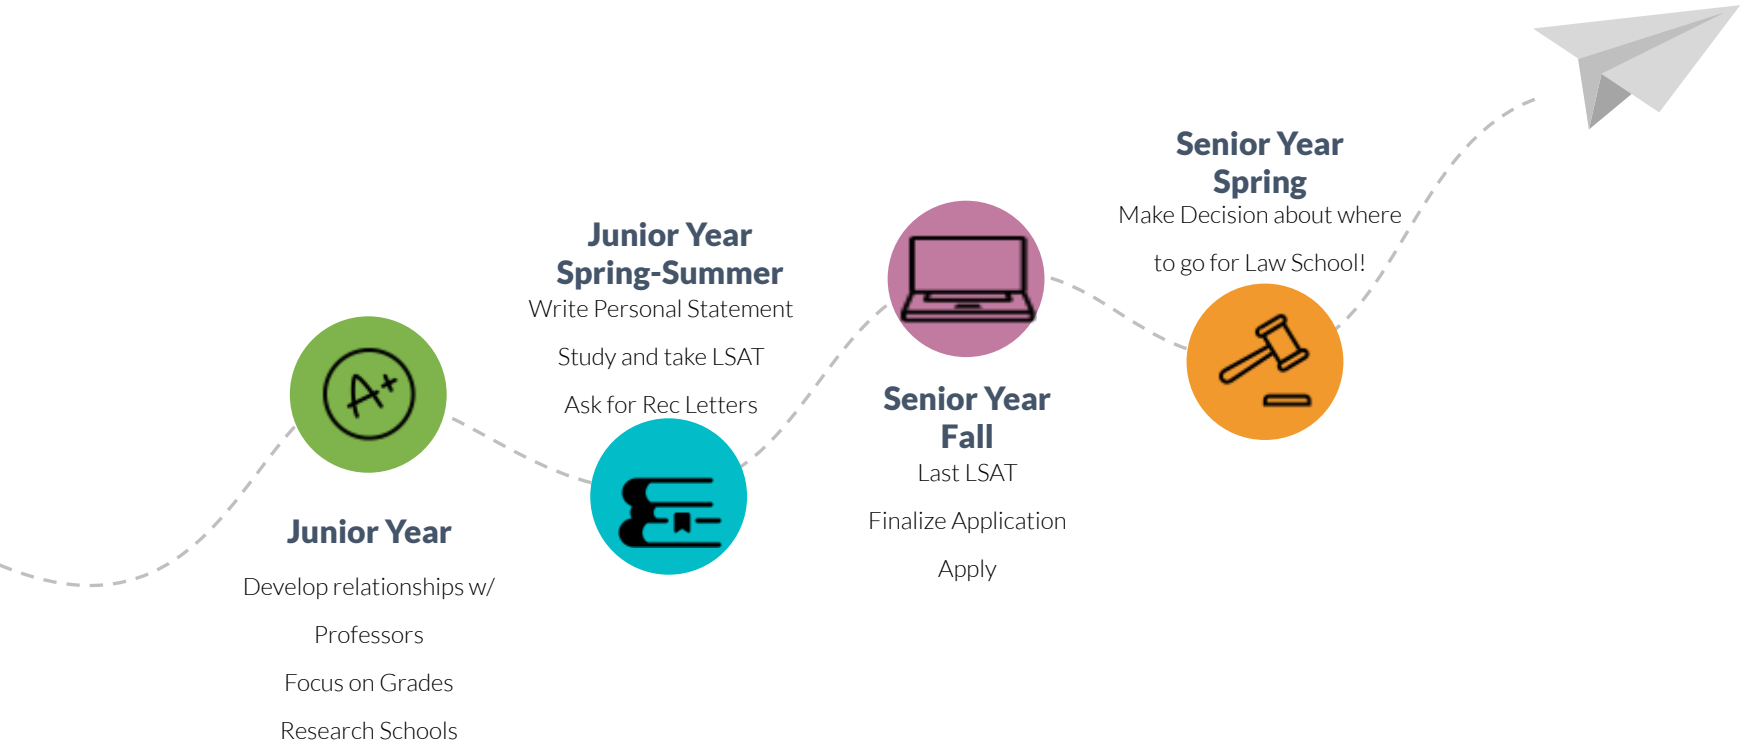 Junior Year
Develop relationships w/
Professors
Focus on Grades
Research Schools
Junior Year
Spring-Summer
Write Personal Statement
Study and take LSAT
Ask for Rec Letters
Senior Year
Fall
Last LSAT
Finalize Application
Apply
Senior Year
Spring
Make Decision about where
to go for Law School!
A+